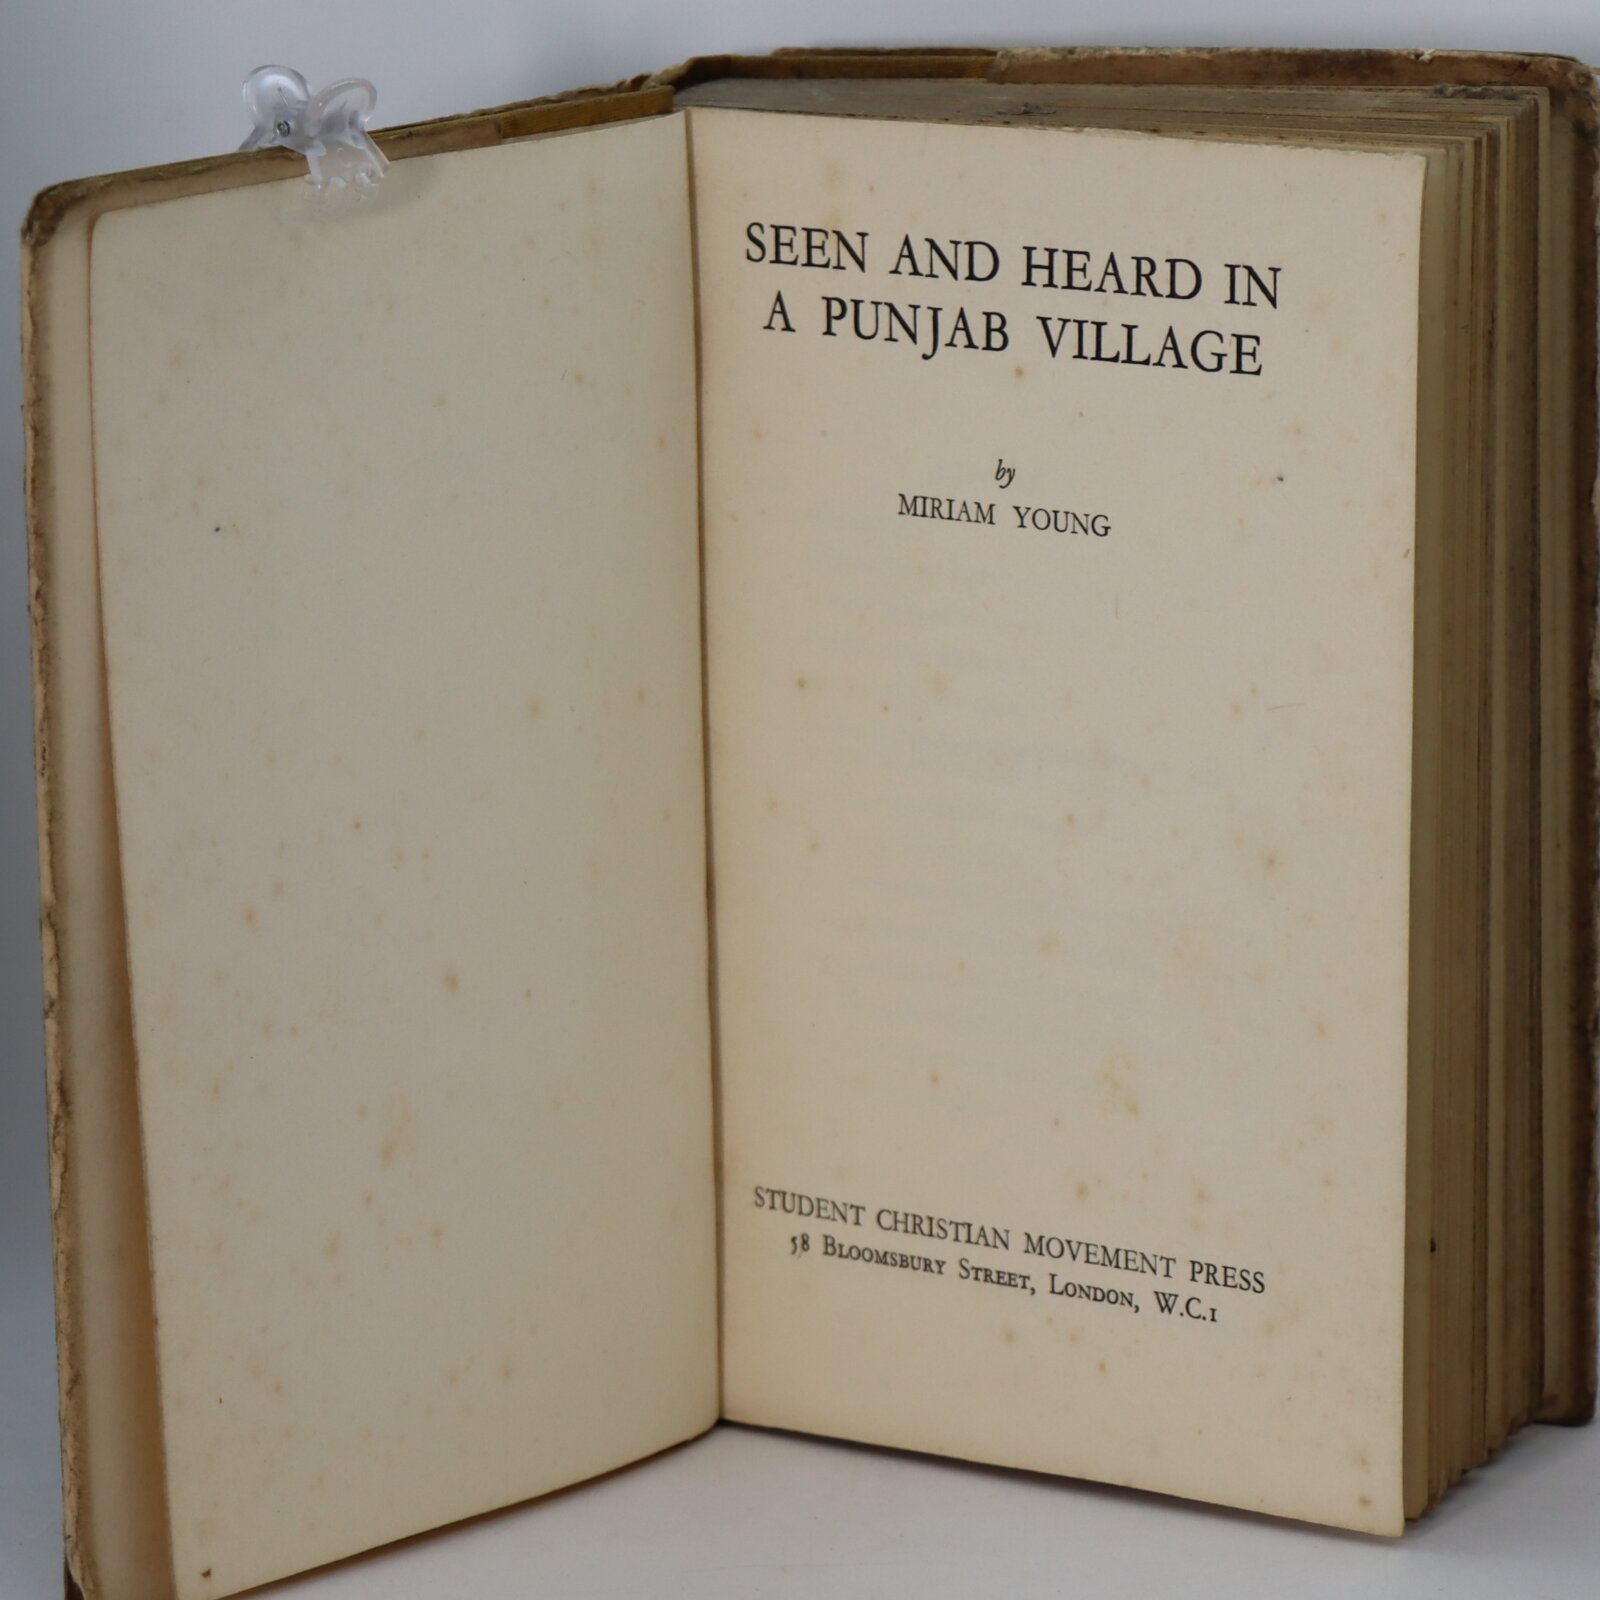 SEEN AND HEARD IN
A PUNJAB VILLAGE
by
MIRIAM YOUNG
STUDENT CHRISTIAN MOVEMENT PRESS
58 BLOOMSBURY STREET, LONDON, W.C.1